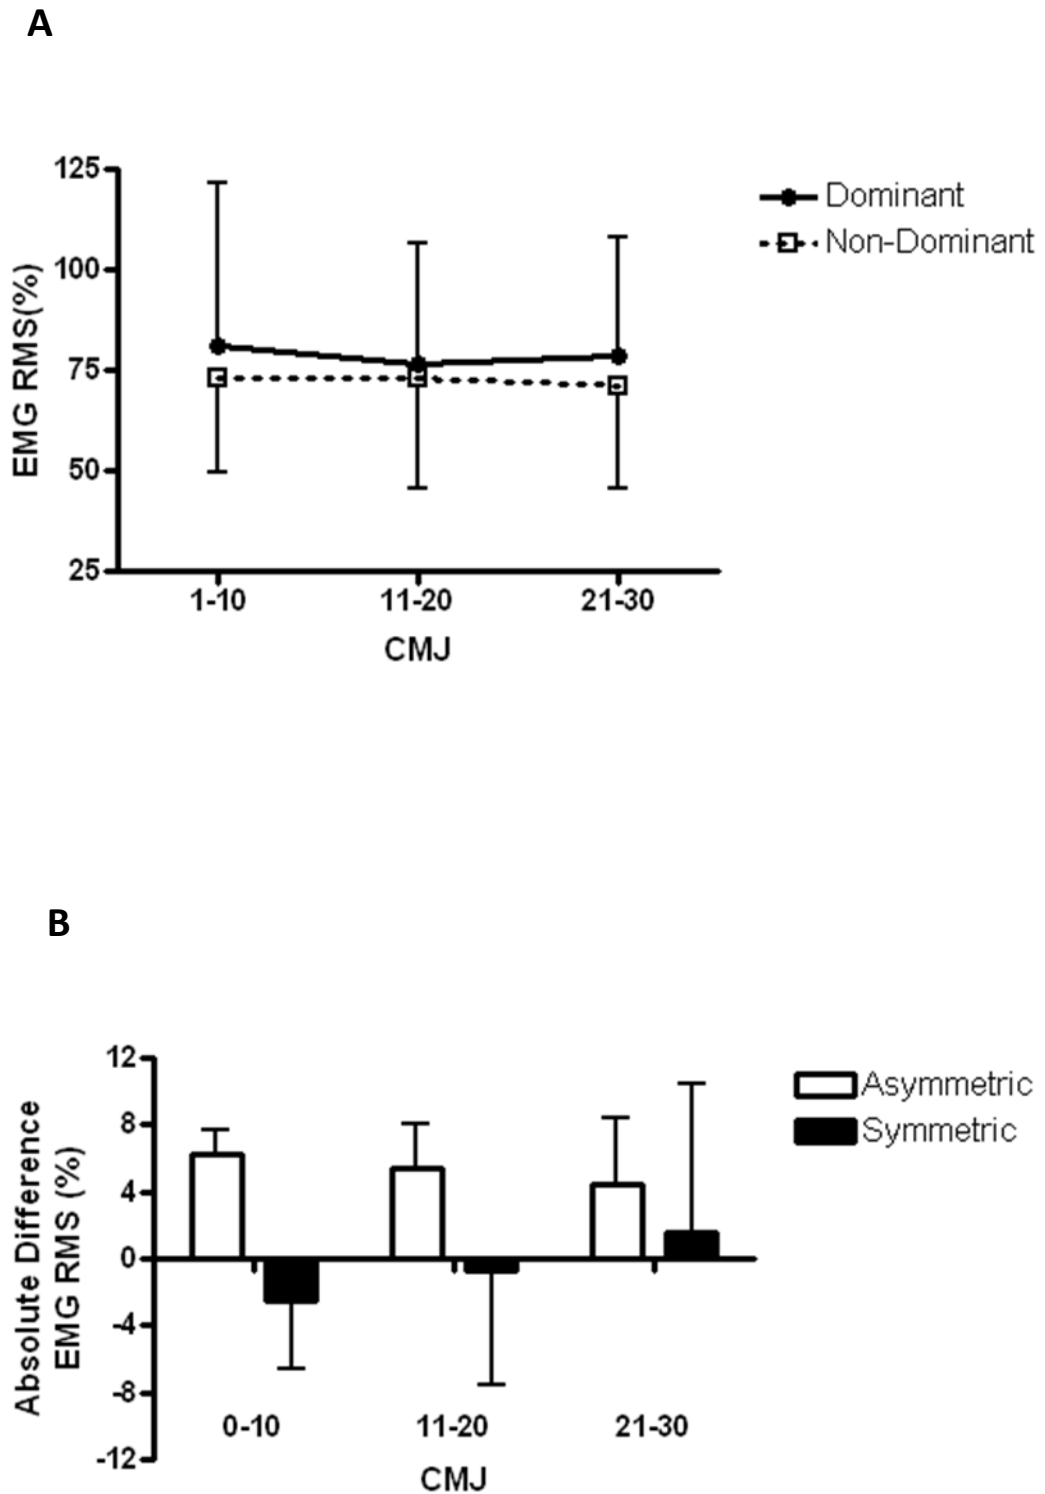 A
125
100
75
50
25
EMG RMS(%)
1-10 11-20 21-30
CMJ
Dominant
Non-Dominant
B
12
8
4
0
-4
-8
-12
Absolute Difference
EMG RMS (%)
0-10 11-20 21-30
CMJ
Asymmetric
Symmetric